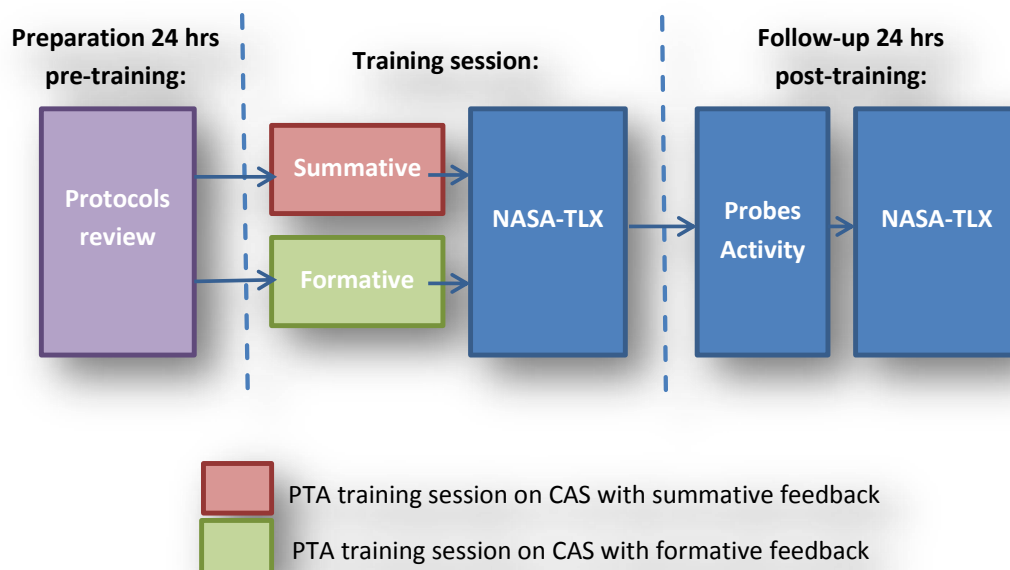 Preparation 24 hrs
pre-training:
Training session:
Follow-up 24 hrs
post-training:
Protocols
review
Summative
Formative
NASA-TLX
Probes
Activity
NASA-TLX
PTA training session on CAS with summative feedback
PTA training session on CAS with formative feedback